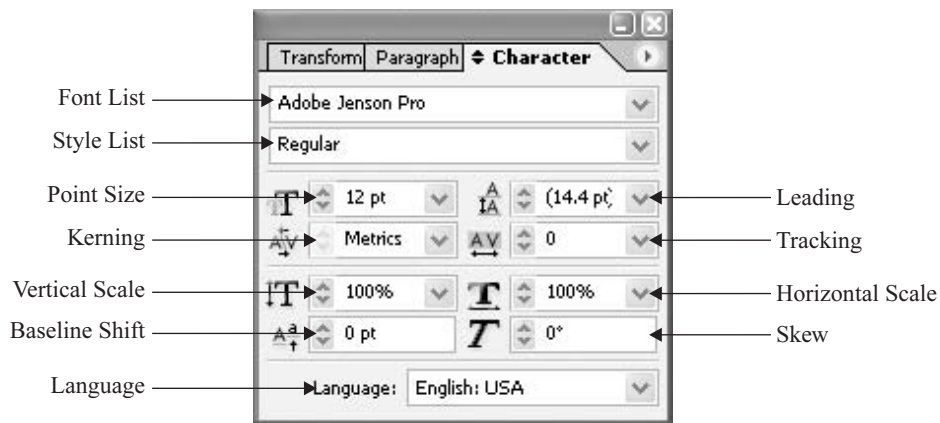 Transform Paragraph Character
Font List Adobe Jenson Pro
Style List Regular
Point Size 12 pt (14.4 pt) Leading
Kerning Metrics 0 Tracking
Vertical Scale 100% 100% Horizontal Scale
Baseline Shift 0 pt 0° Skew
Language Language: English: USA